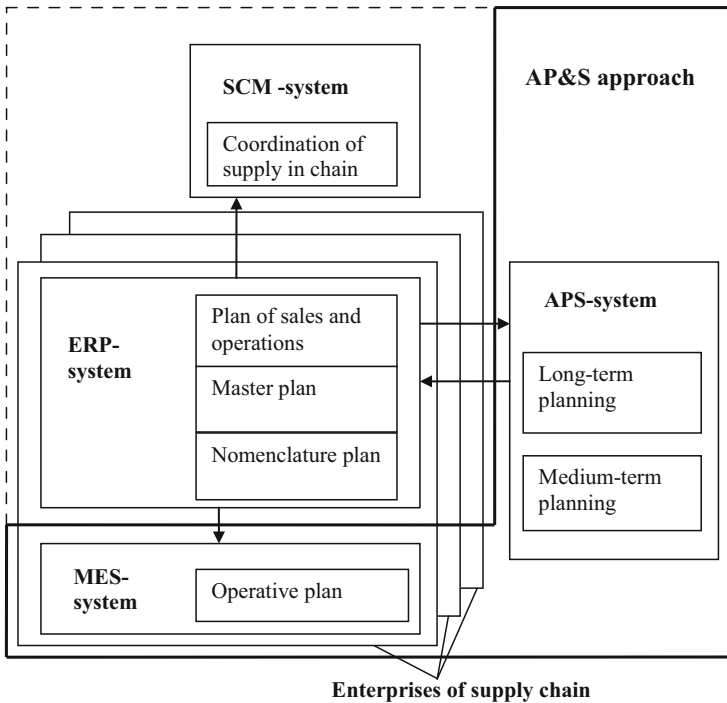 SCM -system
AP&S approach
Coordination of
supply in chain
APS-system
Plan of sales and
operations
ERP-
system
Long-term
planning
Master plan
Nomenclature plan
Medium-term
planning
MES-
system
Operative plan
Enterprises of supply chain